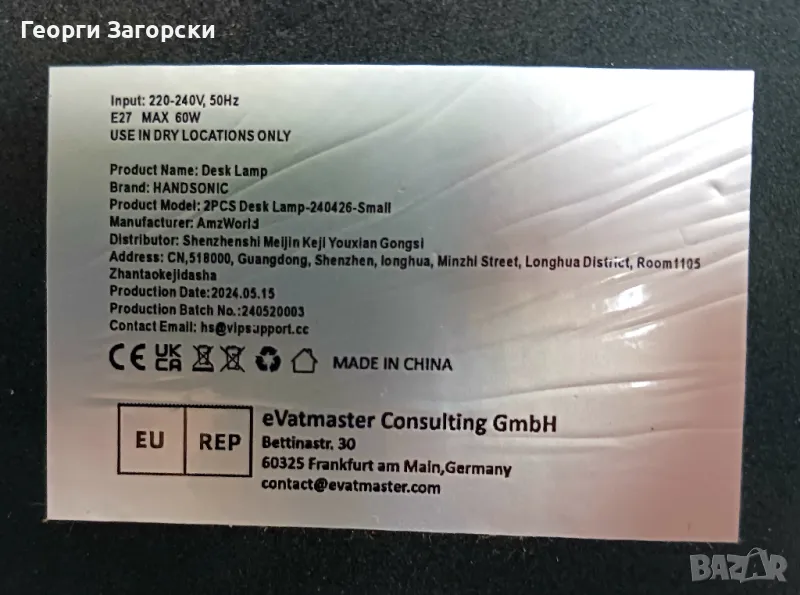 Георги Загорски
Input: 220-240V, 50Hz
E27 MAX 60W
USE IN DRY LOCATIONS ONLY
Product Name: Desk Lamp
Brand: HANDSONIC
Product Model: 2PCS Desk Lamp-240426-Small
Manufacturer: AmzWorld
Distributor: Shenzhenshi Meijin Keji Youxian Gongsi
Address: CN,518000, Guangdong, Shenzhen, longhua, Minzhi Street, Longhua District, Room1105
Zhantaokejidasha
Production Date:2024.05.15
Production Batch No.:240520003
Contact Email: hs@vipsupport.cc
CE UK CA MADE IN CHINA
EU REP
eVatmaster Consulting GmbH
Bettinastr. 30
60325 Frankfurt am Main,Germany
contact@evatmaster.com
BAZAR